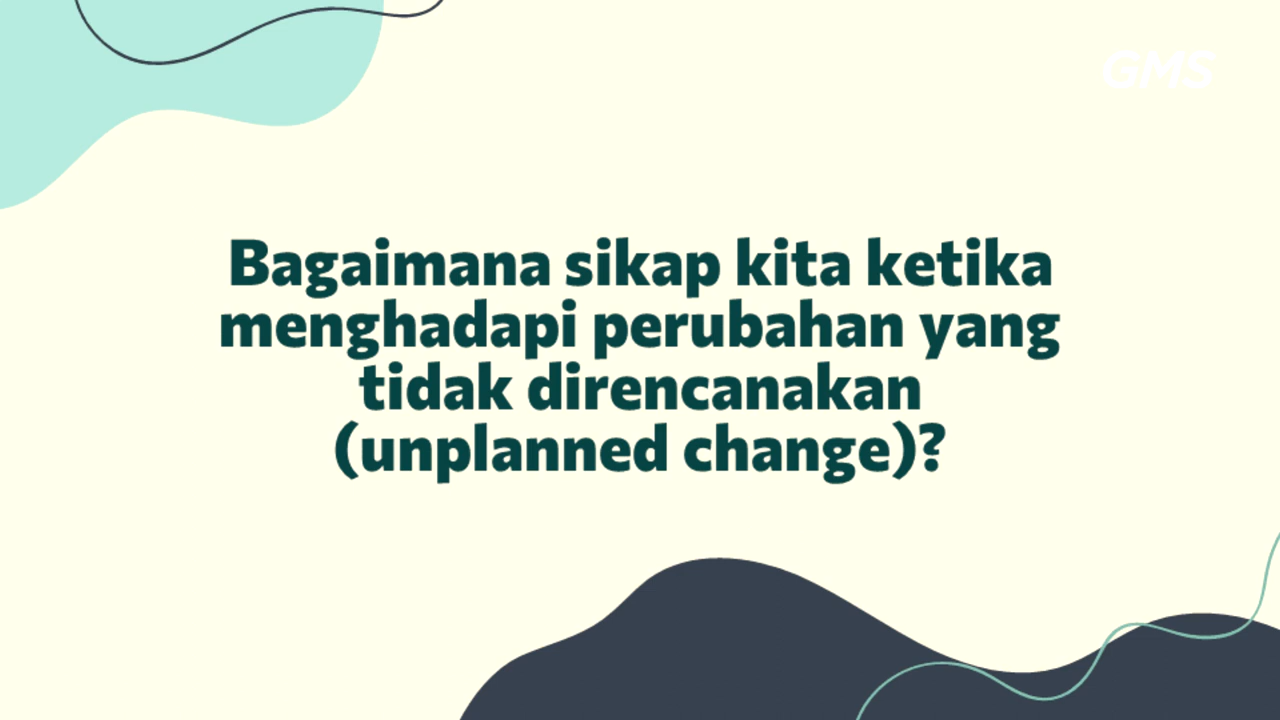 GMS
Bagaimana sikap kita ketika
menghadapi perubahan yang
tidak direncanakan
(unplanned change)?